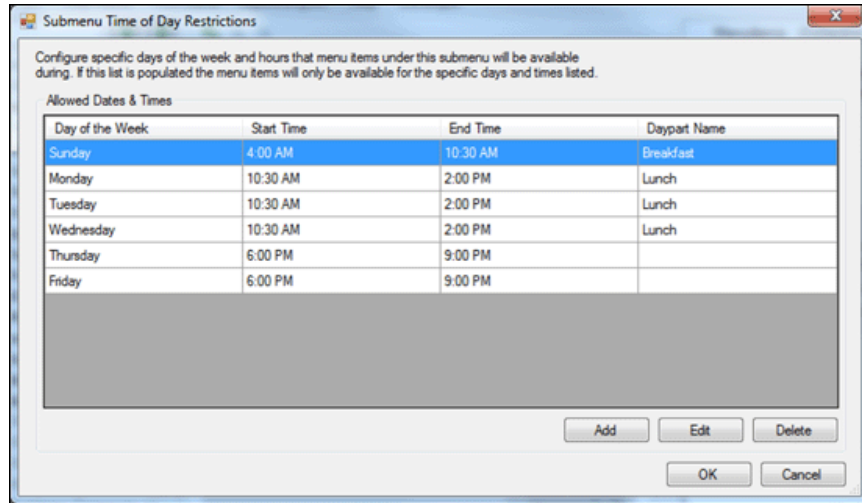 Submenu Time of Day Restrictions
Configure specific days of the week and hours that menu items under this submenu will be available
during. If this list is populated the menu items will only be available for the specific days and times listed.
Allowed Dates & Times
Day of the Week Start Time End Time Daypart Name
Sunday 4:00 AM 10:30 AM Breakfast
Monday 10:30 AM 2:00 PM Lunch
Tuesday 10:30 AM 2:00 PM Lunch
Wednesday 10:30 AM 2:00 PM Lunch
Thursday 6:00 PM 9:00 PM
Friday 6:00 PM 9:00 PM
Add Edit Delete
OK Cancel